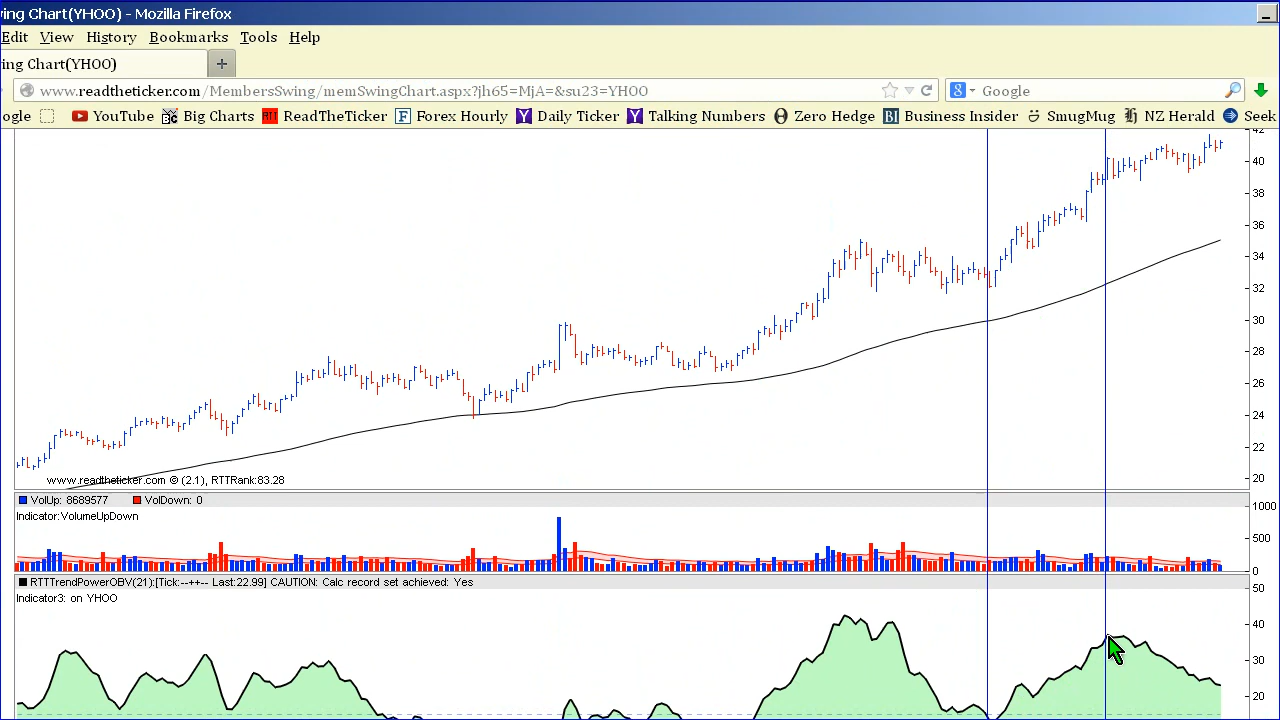 wing Chart(YHOO) - Mozilla Firefox
Edit View History Bookmarks Tools Help
ing Chart(YHOO) +
www.readtheticker.com/MembersSwing/memSwingChart.aspx?jh65=MjA=&su23=YHOO Google
ogle YouTube Big Charts ReadTheTicker Forex Hourly Daily Ticker Talking Numbers Zero Hedge Business Insider SmugMug NZ Herald Seek
42
40
38
36
34
32
30
28
26
24
22
www.readtheticker.com © (2.1), RTTRank:83.28
20
VolUp: 8689577 VolDown: 0
1000
Indicator:VolumeUpDown
500
0
RTTTrendPowerOBV(21):[Tick:--++-- Last:22.99] CAUTION: Calc record set achieved: Yes
50
Indicator3: on YHOO
40
30
20